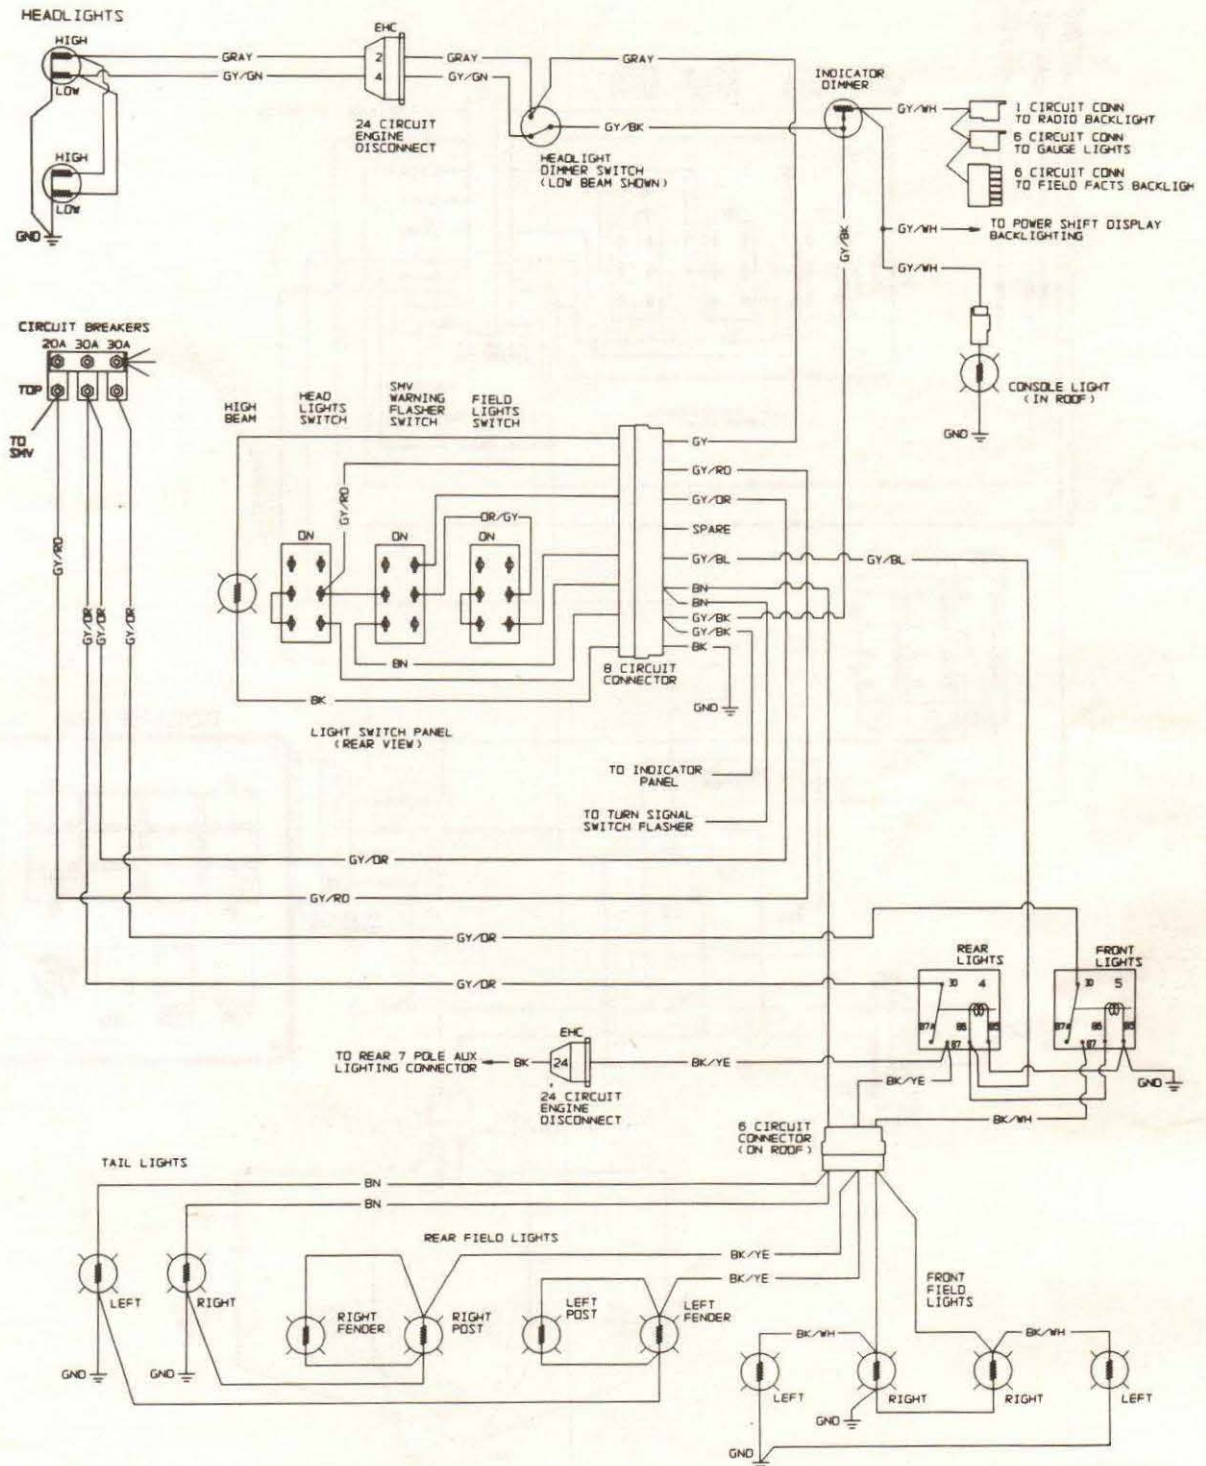 HEADLIGHTS
HIGH
LOW
HIGH
LOW
GND
GRAY
GY/GN
EHC
2
4
24 CIRCUIT
ENGINE
DISCONNECT
GRAY
GY/GN
GRAY
GY/BK
HEADLIGHT
DIMMER SWITCH
(LOW BEAM SHOWN)
INDICATOR
DIMMER
GY/WH
1 CIRCUIT CONN
TO RADIO BACKLIGHT
6 CIRCUIT CONN
TO GAUGE LIGHTS
6 CIRCUIT CONN
TO FIELD FACTS BACKLIGH
GY/BK
GY/WH
TO POWER SHIFT DISPLAY
BACKLIGHTING
GY/WH
CONSOLE LIGHT
(IN ROOF)
GND
CIRCUIT BREAKERS
20A 30A 30A
TOP
TO
SMV
GY/RD
GY/OR
GY/OR
GY/OR
HIGH
BEAM
HEAD
LIGHTS
SWITCH
SMV
WARNING
FLASHER
SWITCH
FIELD
LIGHTS
SWITCH
GY/RD
OR/GY
ON
ON
ON
BN
BK
LIGHT SWITCH PANEL
(REAR VIEW)
GY
GY/RD
GY/OR
SPARE
GY/BL
GY/BL
BN
BN
GY/BK
GY/BK
BK
8 CIRCUIT
CONNECTOR
GND
TO INDICATOR
PANEL
TO TURN SIGNAL
SWITCH FLASHER
GY/OR
GY/RD
GY/OR
GY/OR
REAR
LIGHTS
30 4
87A 86 85
87
FRONT
LIGHTS
30 5
87A 86 85
87
GND
TO REAR 7 POLE AUX
LIGHTING CONNECTOR
BK
EHC
24
24 CIRCUIT
ENGINE
DISCONNECT
BK/YE
BK/YE
BK/WH
6 CIRCUIT
CONNECTOR
(ON ROOF)
TAIL LIGHTS
BN
BN
LEFT
RIGHT
GND
GND
REAR FIELD LIGHTS
BK/YE
BK/YE
RIGHT
FENDER
RIGHT
POST
LEFT
POST
LEFT
FENDER
FRONT
FIELD
LIGHTS
BK/WH
BK/WH
LEFT
RIGHT
RIGHT
LEFT
GND
GND